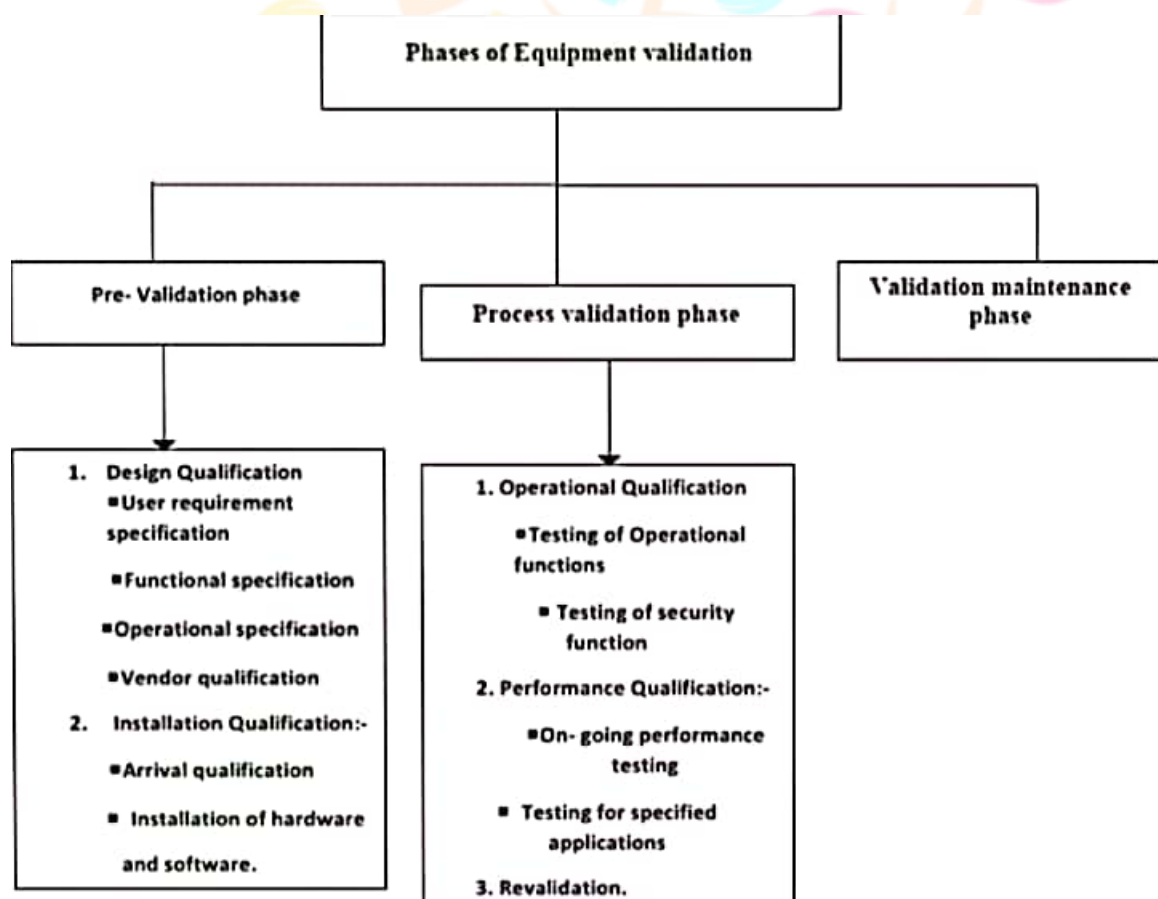 Phases of Equipment validation
Pre- Validation phase
Process validation phase
Validation maintenance
phase
1. Design Qualification
▪User requirement
specification
▪Functional specification
▪Operational specification
▪Vendor qualification
2. Installation Qualification:-
▪Arrival qualification
▪ Installation of hardware
and software.
1. Operational Qualification
▪Testing of Operational
functions
▪ Testing of security
function
2. Performance Qualification:-
▪On- going performance
testing
▪ Testing for specified
applications
3. Revalidation.